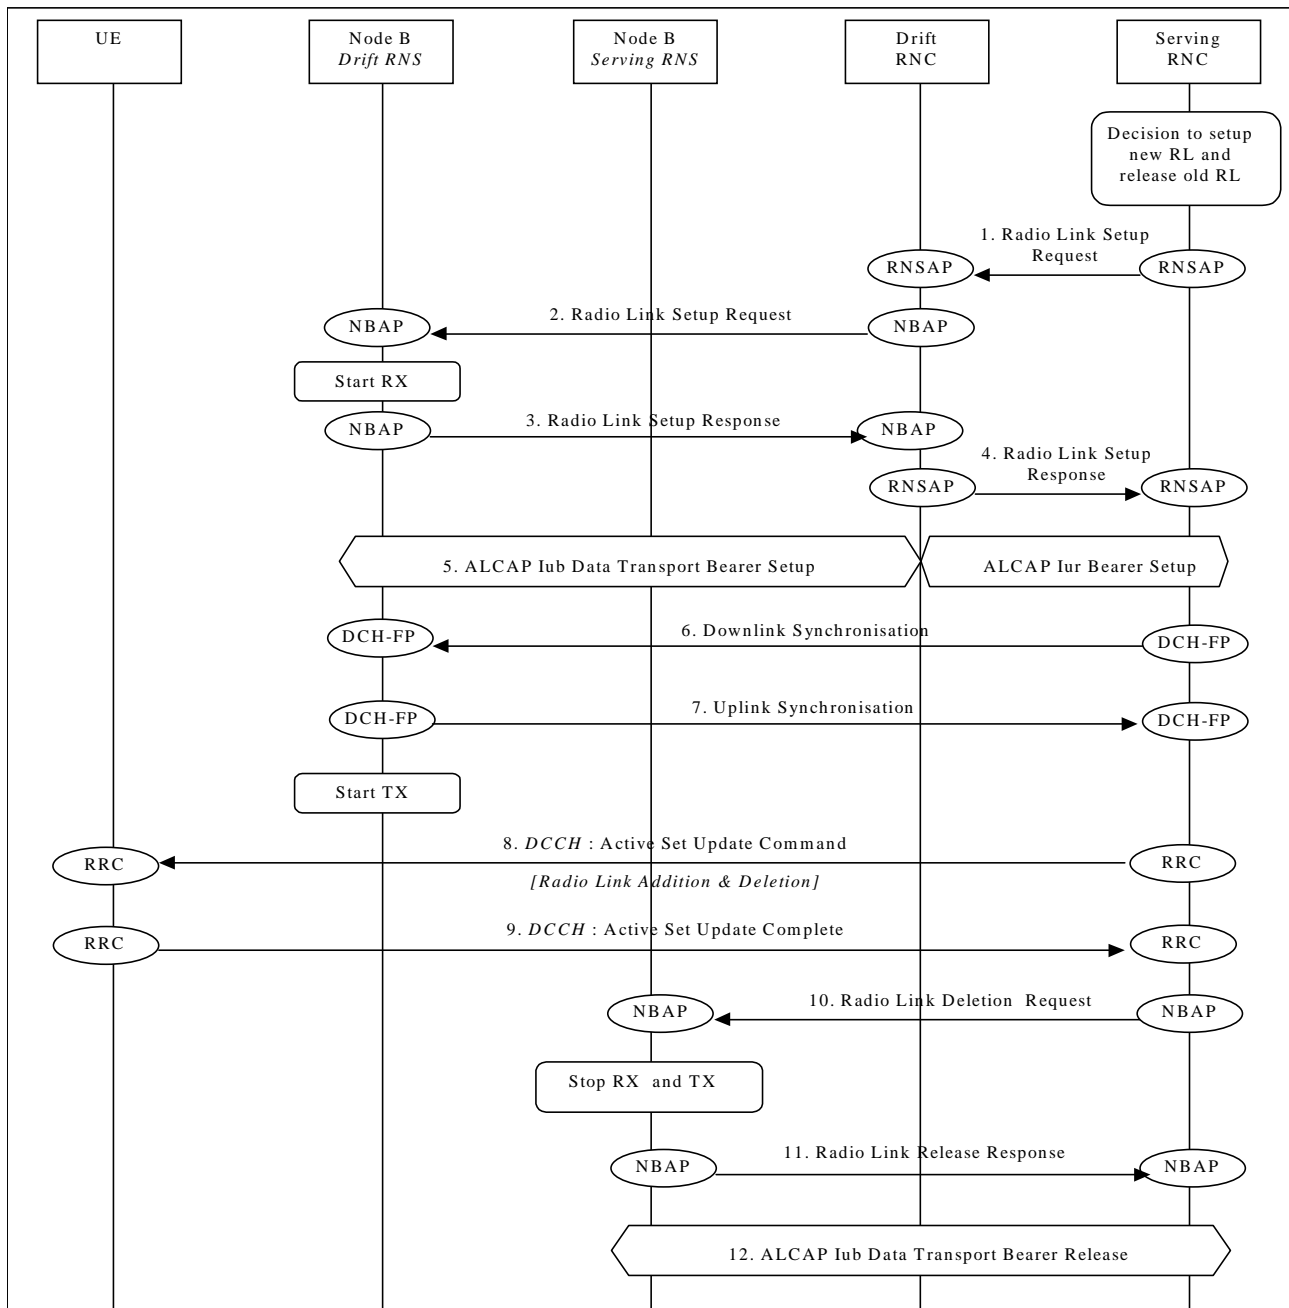 UE
Node B
Drift RNS
Node B
Serving RNS
Drift
RNC
Serving
RNC
Decision to setup
new RL and
release old RL
1. Radio Link Setup
Request
RNSAP
RNSAP
2. Radio Link Setup Request
NBAP
NBAP
Start RX
3. Radio Link Setup Response
NBAP
NBAP
4. Radio Link Setup
Response
RNSAP
RNSAP
5. ALCAP Iub Data Transport Bearer Setup
ALCAP Iur Bearer Setup
6. Downlink Synchronisation
DCH-FP
DCH-FP
7. Uplink Synchronisation
DCH-FP
DCH-FP
Start TX
8. DCCH : Active Set Update Command
RRC
RRC
[Radio Link Addition & Deletion]
9. DCCH : Active Set Update Complete
RRC
RRC
10. Radio Link Deletion Request
NBAP
NBAP
Stop RX and TX
11. Radio Link Release Response
NBAP
NBAP
12. ALCAP Iub Data Transport Bearer Release